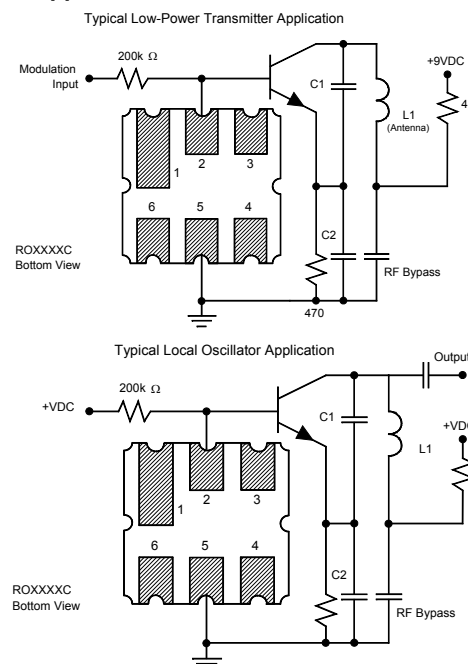 Typical Low-Power Transmitter Application
200k Ω
Modulation
Input
C1
+9VDC
L1
(Antenna)
4
1
2
3
6
5
4
C2
ROXXXXC
Bottom View
RF Bypass
470
Typical Local Oscillator Application
Output
200k Ω
+VDC
C1
+VDC
L1
1
2
3
6
5
4
C2
ROXXXXC
Bottom View
RF Bypass